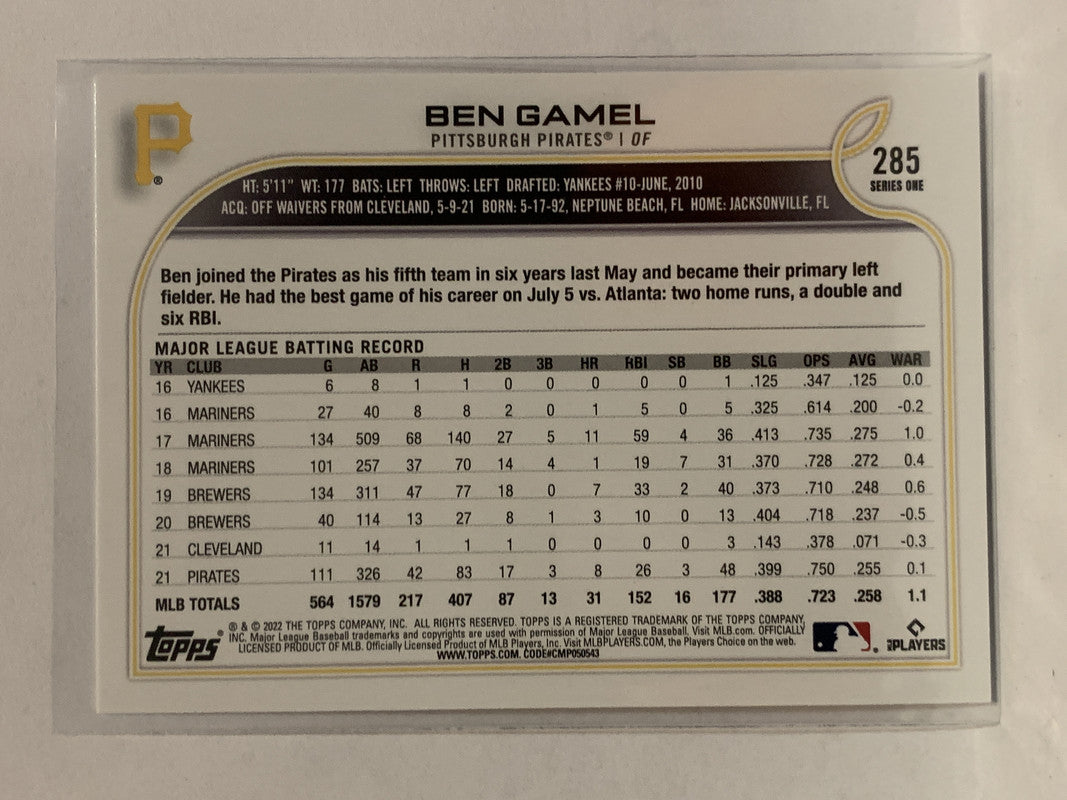 P®
BEN GAMEL
PITTSBURGH PIRATES® | OF
285
SERIES ONE
HT: 5'11" WT: 177 BATS: LEFT THROWS: LEFT DRAFTED: YANKEES #10-JUNE, 2010
ACQ: OFF WAIVERS FROM CLEVELAND, 5-9-21 BORN: 5-17-92, NEPTUNE BEACH, FL HOME: JACKSONVILLE, FL
Ben joined the Pirates as his fifth team in six years last May and became their primary left
fielder. He had the best game of his career on July 5 vs. Atlanta: two home runs, a double and
six RBI.
MAJOR LEAGUE BATTING RECORD
YR CLUB G AB R H 2B 3B HR RBI SB BB SLG OPS AVG WAR
16 YANKEES 6 8 1 1 0 0 0 0 0 1 .125 .347 .125 0.0
16 MARINERS 27 40 8 8 2 0 1 5 0 5 .325 .614 .200 -0.2
17 MARINERS 134 509 68 140 27 5 11 59 4 36 .413 .735 .275 1.0
18 MARINERS 101 257 37 70 14 4 1 19 7 31 .370 .728 .272 0.4
19 BREWERS 134 311 47 77 18 0 7 33 2 40 .373 .710 .248 0.6
20 BREWERS 40 114 13 27 8 1 3 10 0 13 .404 .718 .237 -0.5
21 CLEVELAND 11 14 1 1 1 0 0 0 0 3 .143 .378 .071 -0.3
21 PIRATES 111 326 42 83 17 3 8 26 3 48 .399 .750 .255 0.1
MLB TOTALS 564 1579 217 407 87 13 31 152 16 177 .388 .723 .258 1.1
Topps®
® & © 2022 THE TOPPS COMPANY, INC. ALL RIGHTS RESERVED. TOPPS IS A REGISTERED TRADEMARK OF THE TOPPS COMPANY,
INC. Major League Baseball trademarks and copyrights are used with permission of Major League Baseball. Visit MLB.com. OFFICIALLY
LICENSED PRODUCT OF MLB. Officially Licensed Product of MLB Players, Inc. Visit MLBPLAYERS.COM, the Players Choice on the web.
WWW.TOPPS.COM. CODE#CMP050543
MLB PLAYERS